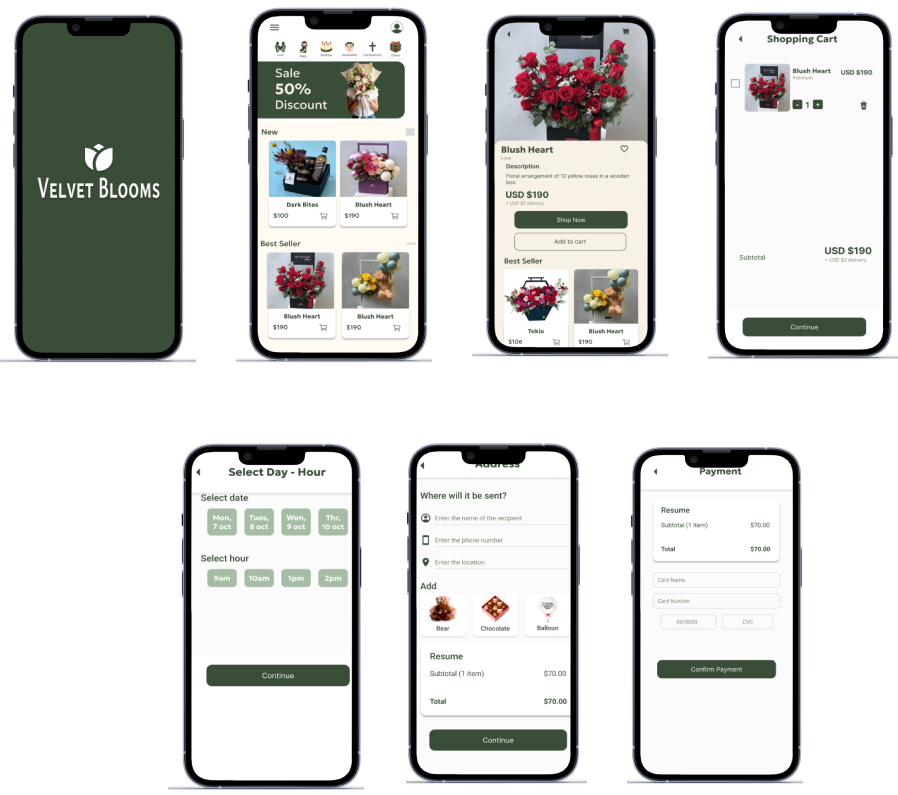 VELVET BLOOMS
Love
Birthday
Graduation
Condolences
Others
Sale
50%
Discount
New
Dark Bites
$100
Blush Heart
$190
Best Seller
Blush Heart
$190
Blush Heart
$190
Blush Heart
Love
Description
Floral arrangement of 12 yellow roses in a wooden
box.
USD $190
+ USD $2 delivery
Shop Now
Add to cart
Best Seller
Tokio
$106
Blush Heart
$190
Shopping Cart
Blush Heart
Premium
USD $190
- 1 +
Subtotal
USD $190
+ USD $2 delivery
Continue
Select Day - Hour
Select date
Mon,
7 oct
Tues,
8 oct
Wen,
9 oct
Thr,
10 oct
Select hour
9am
10am
1pm
2pm
Continue
Address
Where will it be sent?
Enter the name of the recipient
Enter the phone number
Enter the location
Add
Bear
Chocolate
Balloon
Resume
Subtotal (1 item) $70.00
Total $70.00
Continue
Payment
Resume
Subtotal (1 item) $70.00
Total $70.00
Card Name
Card Number
00/0000
CVC
Confirm Payment